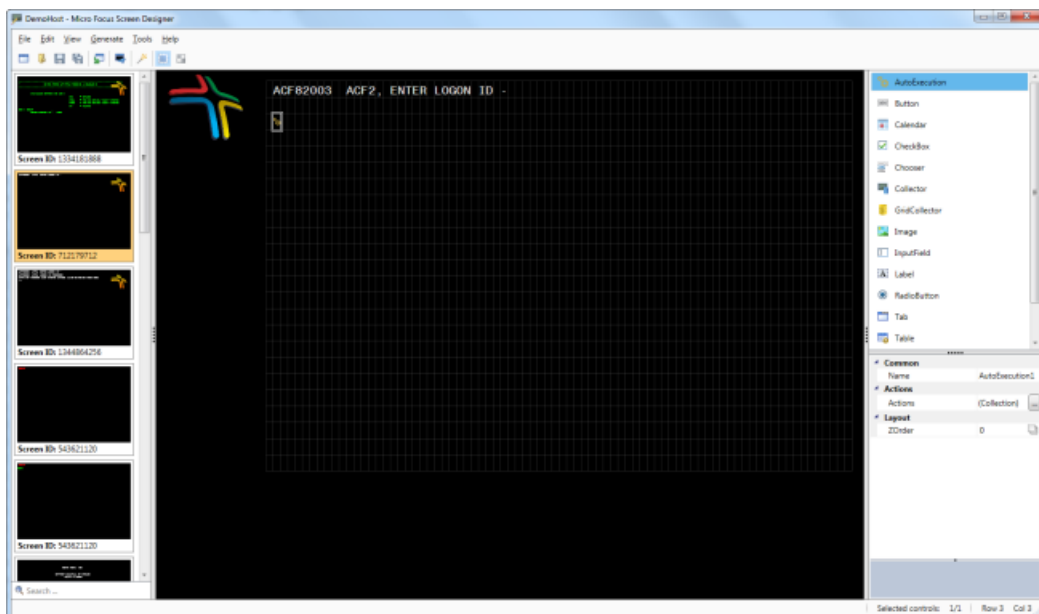 DemoHost - Micro Focus Screen Designer
File Edit View Generate Tools Help
Screen ID: 1334181888
Screen ID: 712179712
Screen ID: 1344864256
Screen ID: 543621120
Screen ID: 543621120
Search ...
ACF82003 ACF2, ENTER LOGON ID -
AutoExecution
Button
Calendar
CheckBox
Chooser
Collector
GridCollector
Image
InputField
Label
RadioButton
Tab
Table
Common
Name AutoExecution1
Actions
Actions (Collection) ...
Layout
ZOrder 0
Selected controls: 1/1 Row 3 Col 3